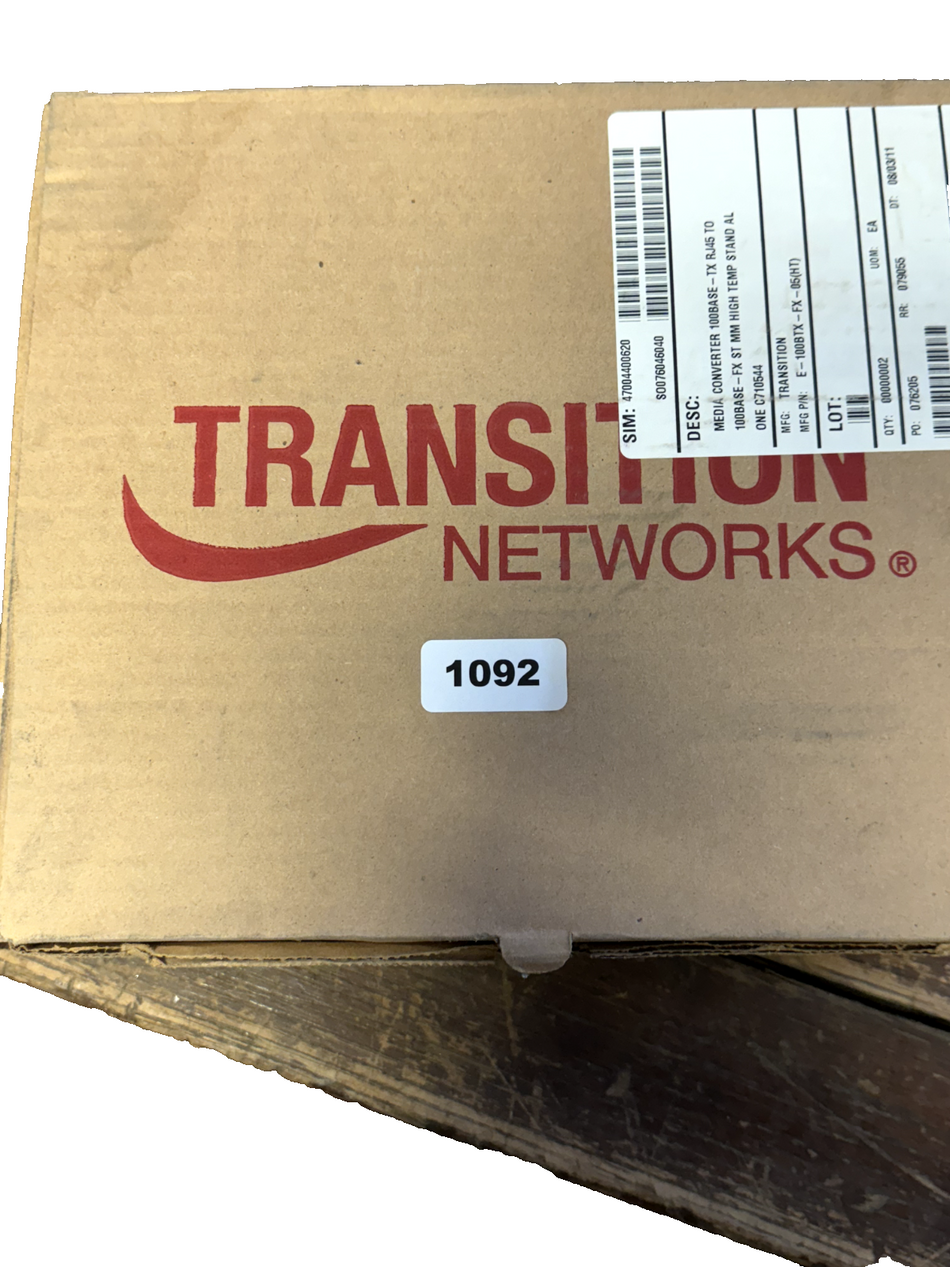 TRANSITION
NETWORKS®
1092
SIM: 47004400620
SO076046040
DESC:
MEDIA CONVERTER 100BASE-TX RJ45 TO
100BASE-FX ST MM HIGH TEMP STAND AL
ONE C710544
MFG: TRANSITION
MFG P/N: E-100BTX-FX-05(HT)
LOT:
QTY: 00000002 UOM: EA
PO: 076205 RR: 079055 DT: 08/03/11